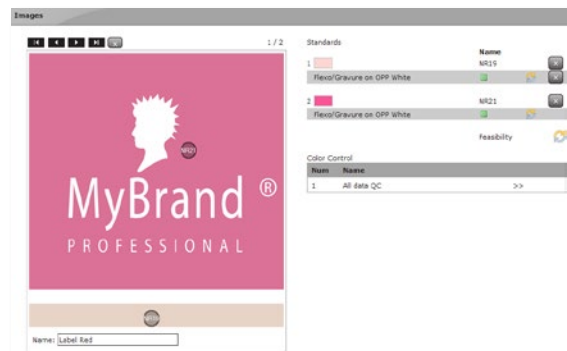 Images
1 / 2
Standards
Name
1
NR15
Flexo/Gravure on OPP White
2
NR21
Flexo/Gravure on OPP White
Feasibility
Color Control
Num Name
1 All data QC >>
NR21
MyBrand ®
PROFESSIONAL
Name: Label Red